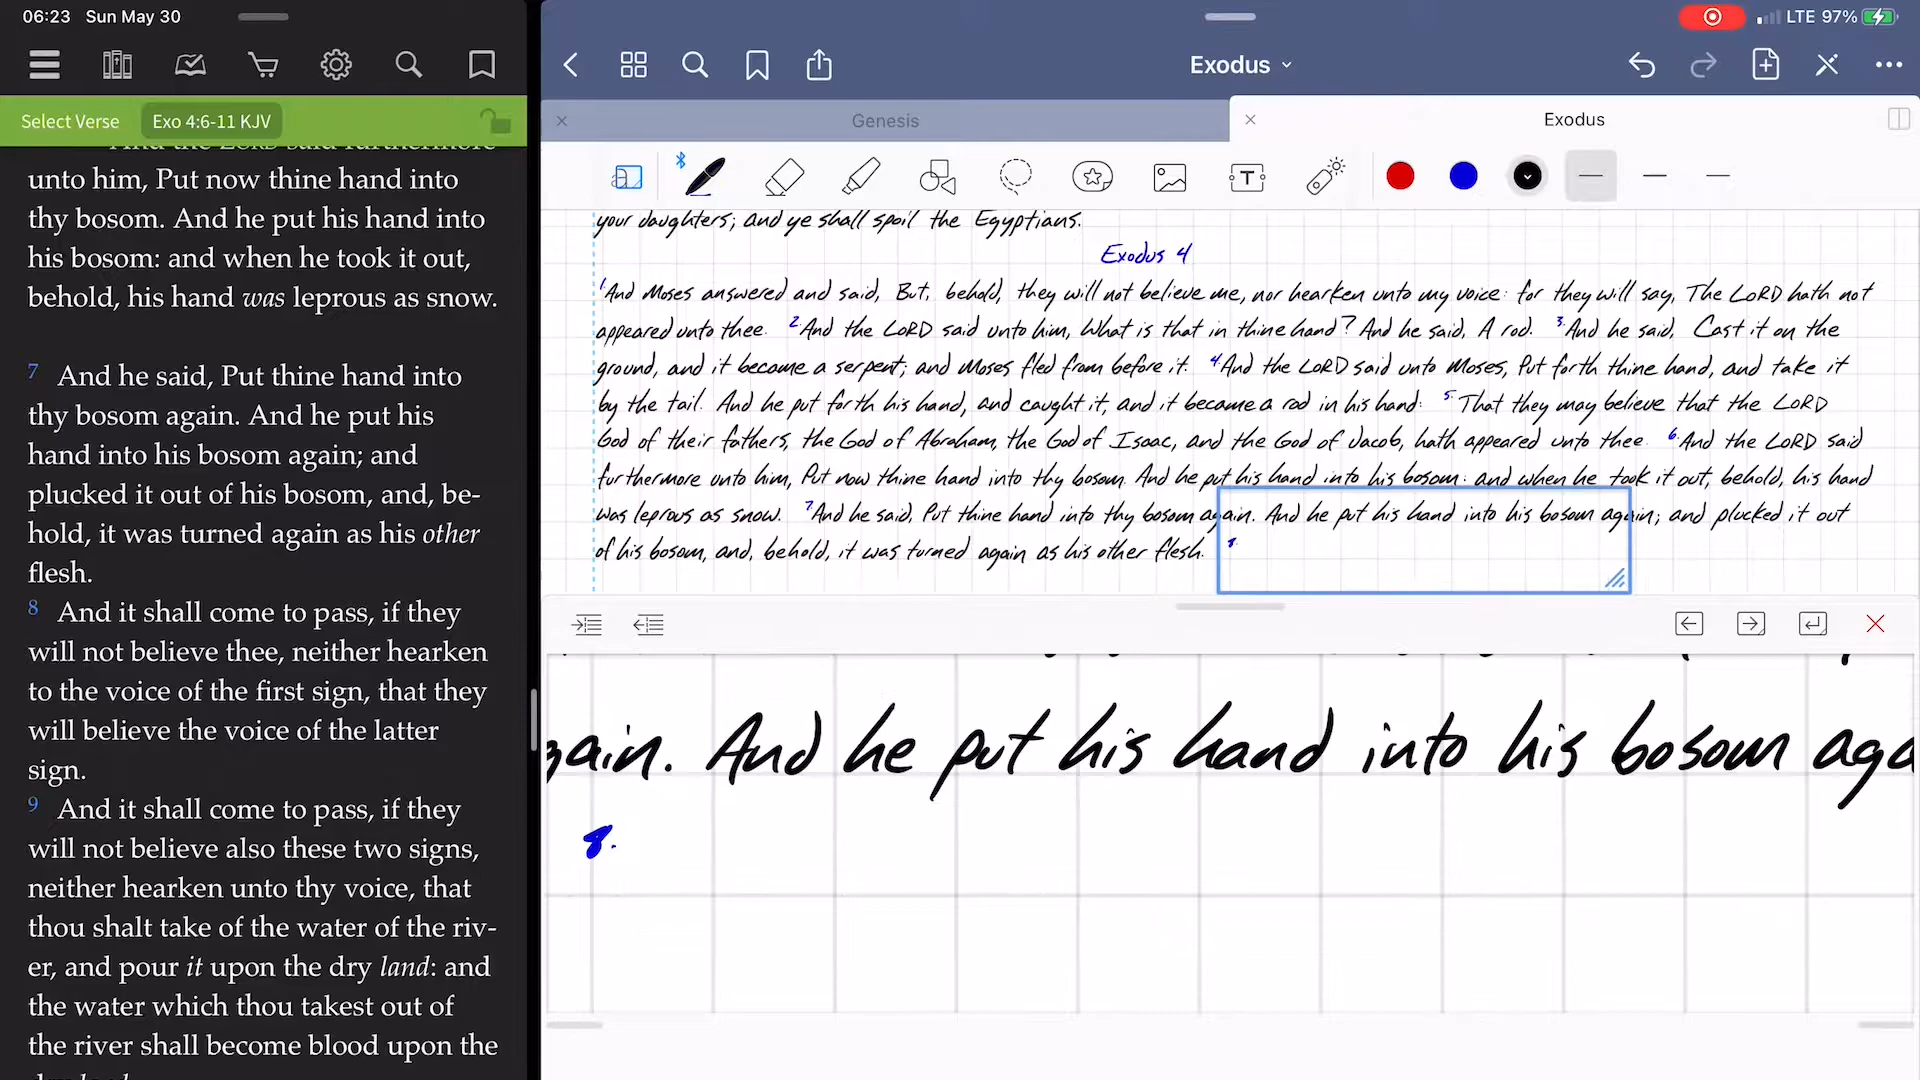 06:23 Sun May 30
LTE 97%
Exodus
Select Verse Exo 4:6-11 KJV
Genesis
Exodus
And the LORD said furthermore
unto him, Put now thine hand into
thy bosom. And he put his hand into
his bosom: and when he took it out,
behold, his hand was leprous as snow.
7 And he said, Put thine hand into
thy bosom again. And he put his
hand into his bosom again; and
plucked it out of his bosom, and, be-
hold, it was turned again as his other
flesh.
8 And it shall come to pass, if they
will not believe thee, neither hearken
to the voice of the first sign, that they
will believe the voice of the latter
sign.
9 And it shall come to pass, if they
will not believe also these two signs,
neither hearken unto thy voice, that
thou shalt take of the water of the riv-
er, and pour it upon the dry land: and
the water which thou takest out of
the river shall become blood upon the
your daughters; and ye shall spoil the Egyptians.
Exodus 4
1 And Moses answered and said, But, behold, they will not believe me, nor hearken unto my voice: for they will say, The LORD hath not
appeared unto thee. 2 And the LORD said unto him, What is that in thine hand? And he said, A rod. 3. And he said, Cast it on the
ground, and it became a serpent; and Moses fled from before it. 4 And the LORD said unto Moses, Put forth thine hand, and take it
by the tail. And he put forth his hand, and caught it, and it became a rod in his hand: 5. That they may believe that the LORD
God of their fathers, the God of Abraham, the God of Isaac, and the God of Jacob, hath appeared unto thee. 6. And the LORD said
furthermore unto him, Put now thine hand into thy bosom. And he put his hand into his bosom: and when he took it out, behold, his hand
was leprous as snow. 7 And he said, Put thine hand into thy bosom again. And he put his hand into his bosom again; and plucked it out
of his bosom, and, behold, it was turned again as his other flesh. 8.
gain. And he put his hand into his bosom aga
8.